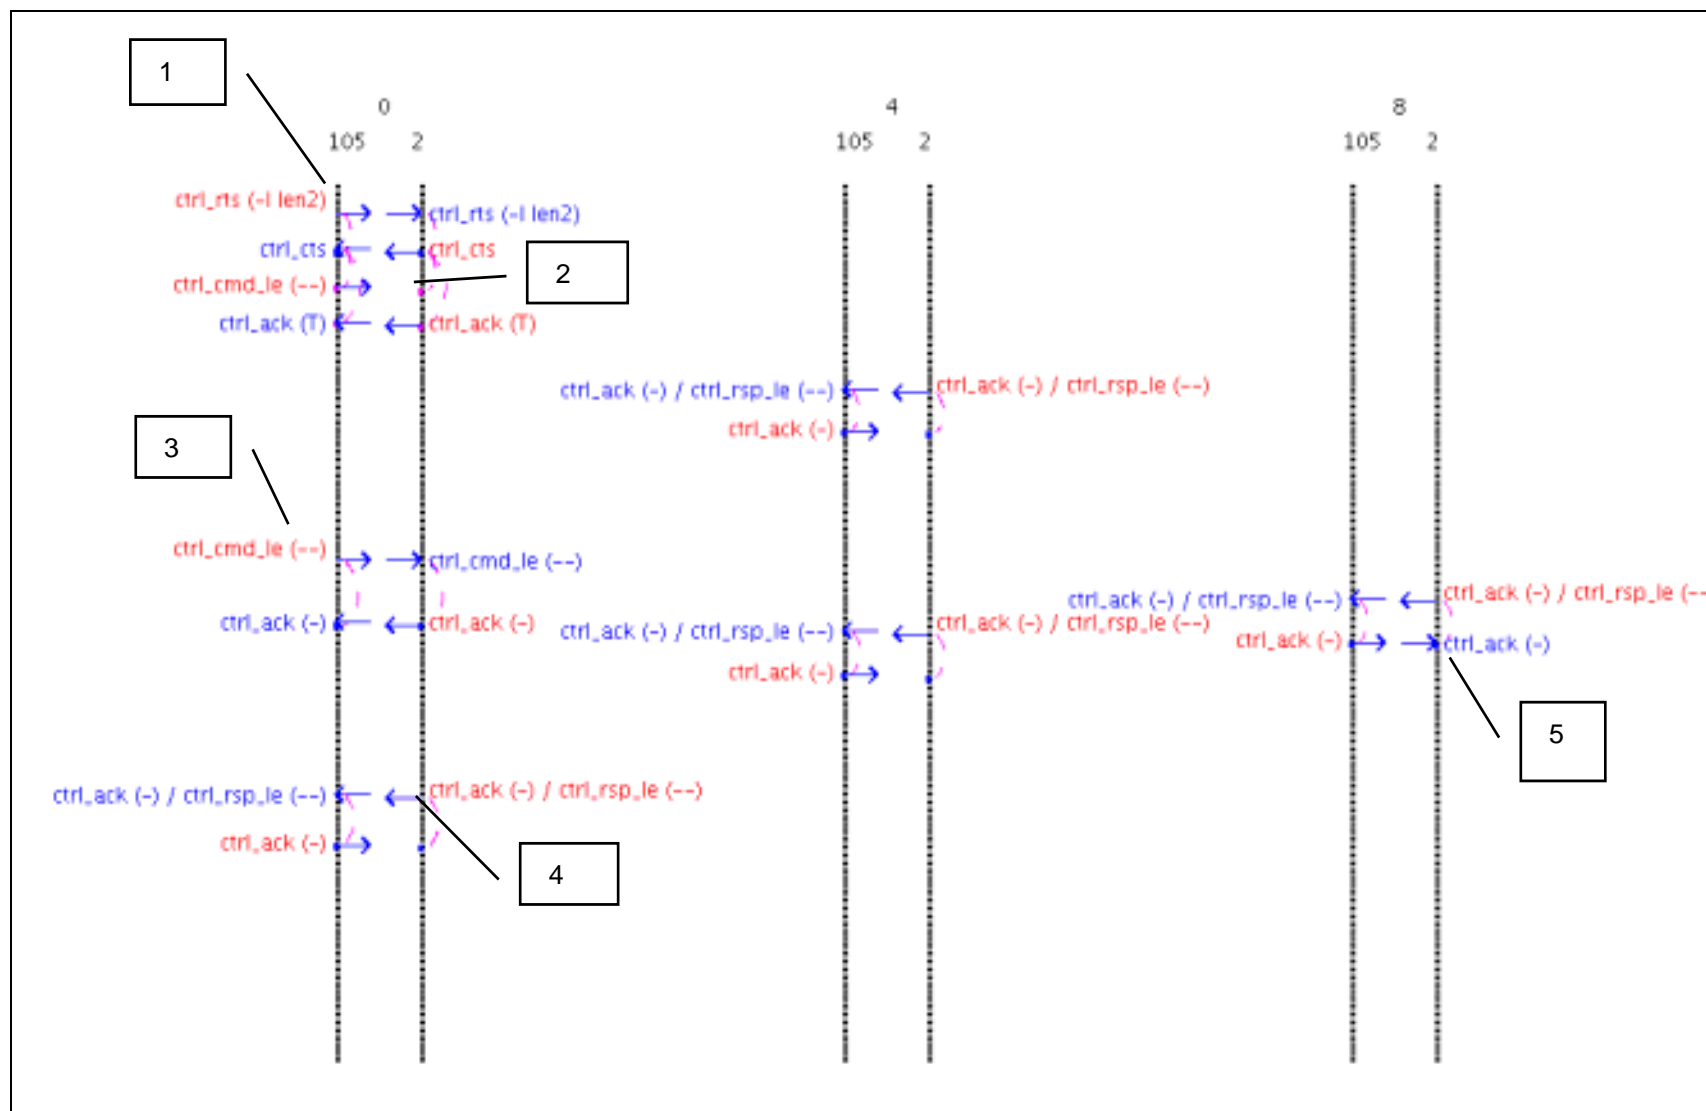 1
0 4 8
105 2 105 2 105 2
ctrl_rts (-l len2) ctrl_rts (-l len2)
ctrl_cts ctrl_cts
2
ctrl_cmd_le (--)
ctrl_ack (T) ctrl_ack (T)
ctrl_ack (-) / ctrl_rsp_le (--) ctrl_ack (-) / ctrl_rsp_le (--)
ctrl_ack (-)
3
ctrl_cmd_le (--) ctrl_cmd_le (--)
ctrl_ack (-) / ctrl_rsp_le (--) ctrl_ack (-) / ctrl_rsp_le (--
ctrl_ack (-) ctrl_ack (-) ctrl_ack (-) / ctrl_rsp_le (--) ctrl_ack (-) / ctrl_rsp_le (--)
ctrl_ack (-) ctrl_ack (-)
ctrl_ack (-)
5
ctrl_ack (-) / ctrl_rsp_le (--) ctrl_ack (-) / ctrl_rsp_le (--)
ctrl_ack (-)
4